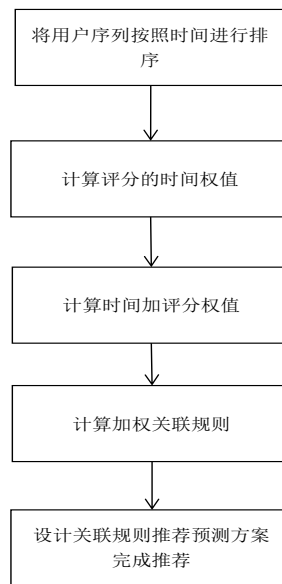 将用户序列按照时间进行排
序
计算评分的时间权值
计算时间加评分权值
计算加权关联规则
设计关联规则推荐预测方案
完成推荐